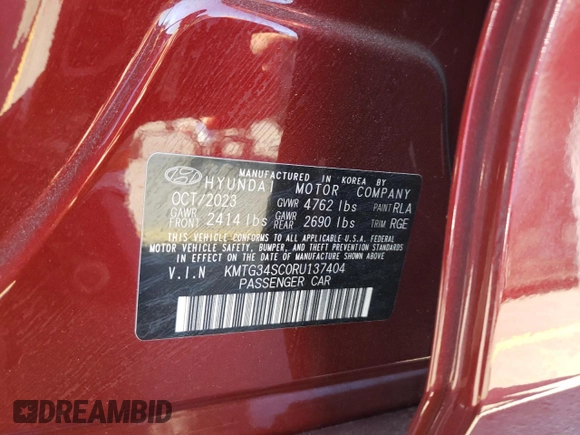 MANUFACTURED IN KOREA BY
HYUNDAI MOTOR COMPANY
OCT/2023 GVWR 4762 lbs PAINT RLA
GAWR FRONT 2414 lbs GAWR REAR 2690 lbs TRIM RGE
THIS VEHICLE CONFORMS TO ALL APPLICABLE U.S.A. FEDERAL
MOTOR VEHICLE SAFETY, BUMPER, AND THEFT PREVENTION STANDARDS
IN EFFECT ON THE DATE OF MANUFACTURE SHOWN ABOVE
V.I.N KMTG34SC0RU137404
PASSENGER CAR
DREAMBID